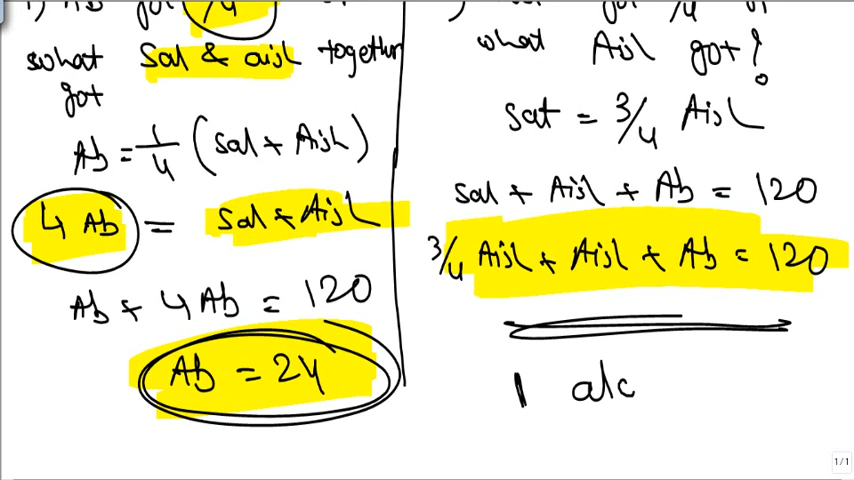 what Sal & aisl together
got
Ab = 1/4 (Sal + Aisl)
4 Ab = Sal + Aisl
Ab + 4 Ab = 120
Ab = 24
what Aisl got?
Sal = 3/4 Aisl
Sal + Aisl + Ab = 120
3/4 Aisl + Aisl + Ab = 120
1 alc
1/1